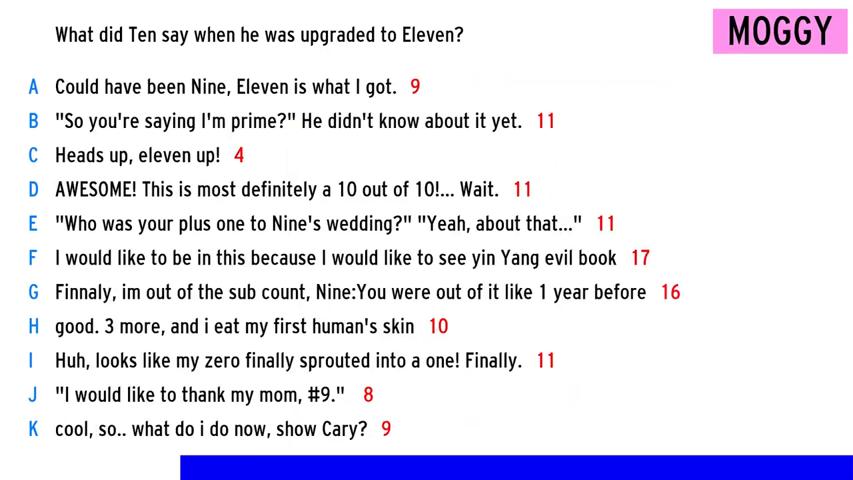 What did Ten say when he was upgraded to Eleven?
MOGGY
A Could have been Nine, Eleven is what I got. 9
B "So you're saying I'm prime?" He didn't know about it yet. 11
C Heads up, eleven up! 4
D AWESOME! This is most definitely a 10 out of 10!... Wait. 11
E "Who was your plus one to Nine's wedding?" "Yeah, about that..." 11
F I would like to be in this because I would like to see yin Yang evil book 17
G Finnaly, im out of the sub count, Nine:You were out of it like 1 year before 16
H good. 3 more, and i eat my first human's skin 10
I Huh, looks like my zero finally sprouted into a one! Finally. 11
J "I would like to thank my mom, #9." 8
K cool, so.. what do i do now, show Cary? 9